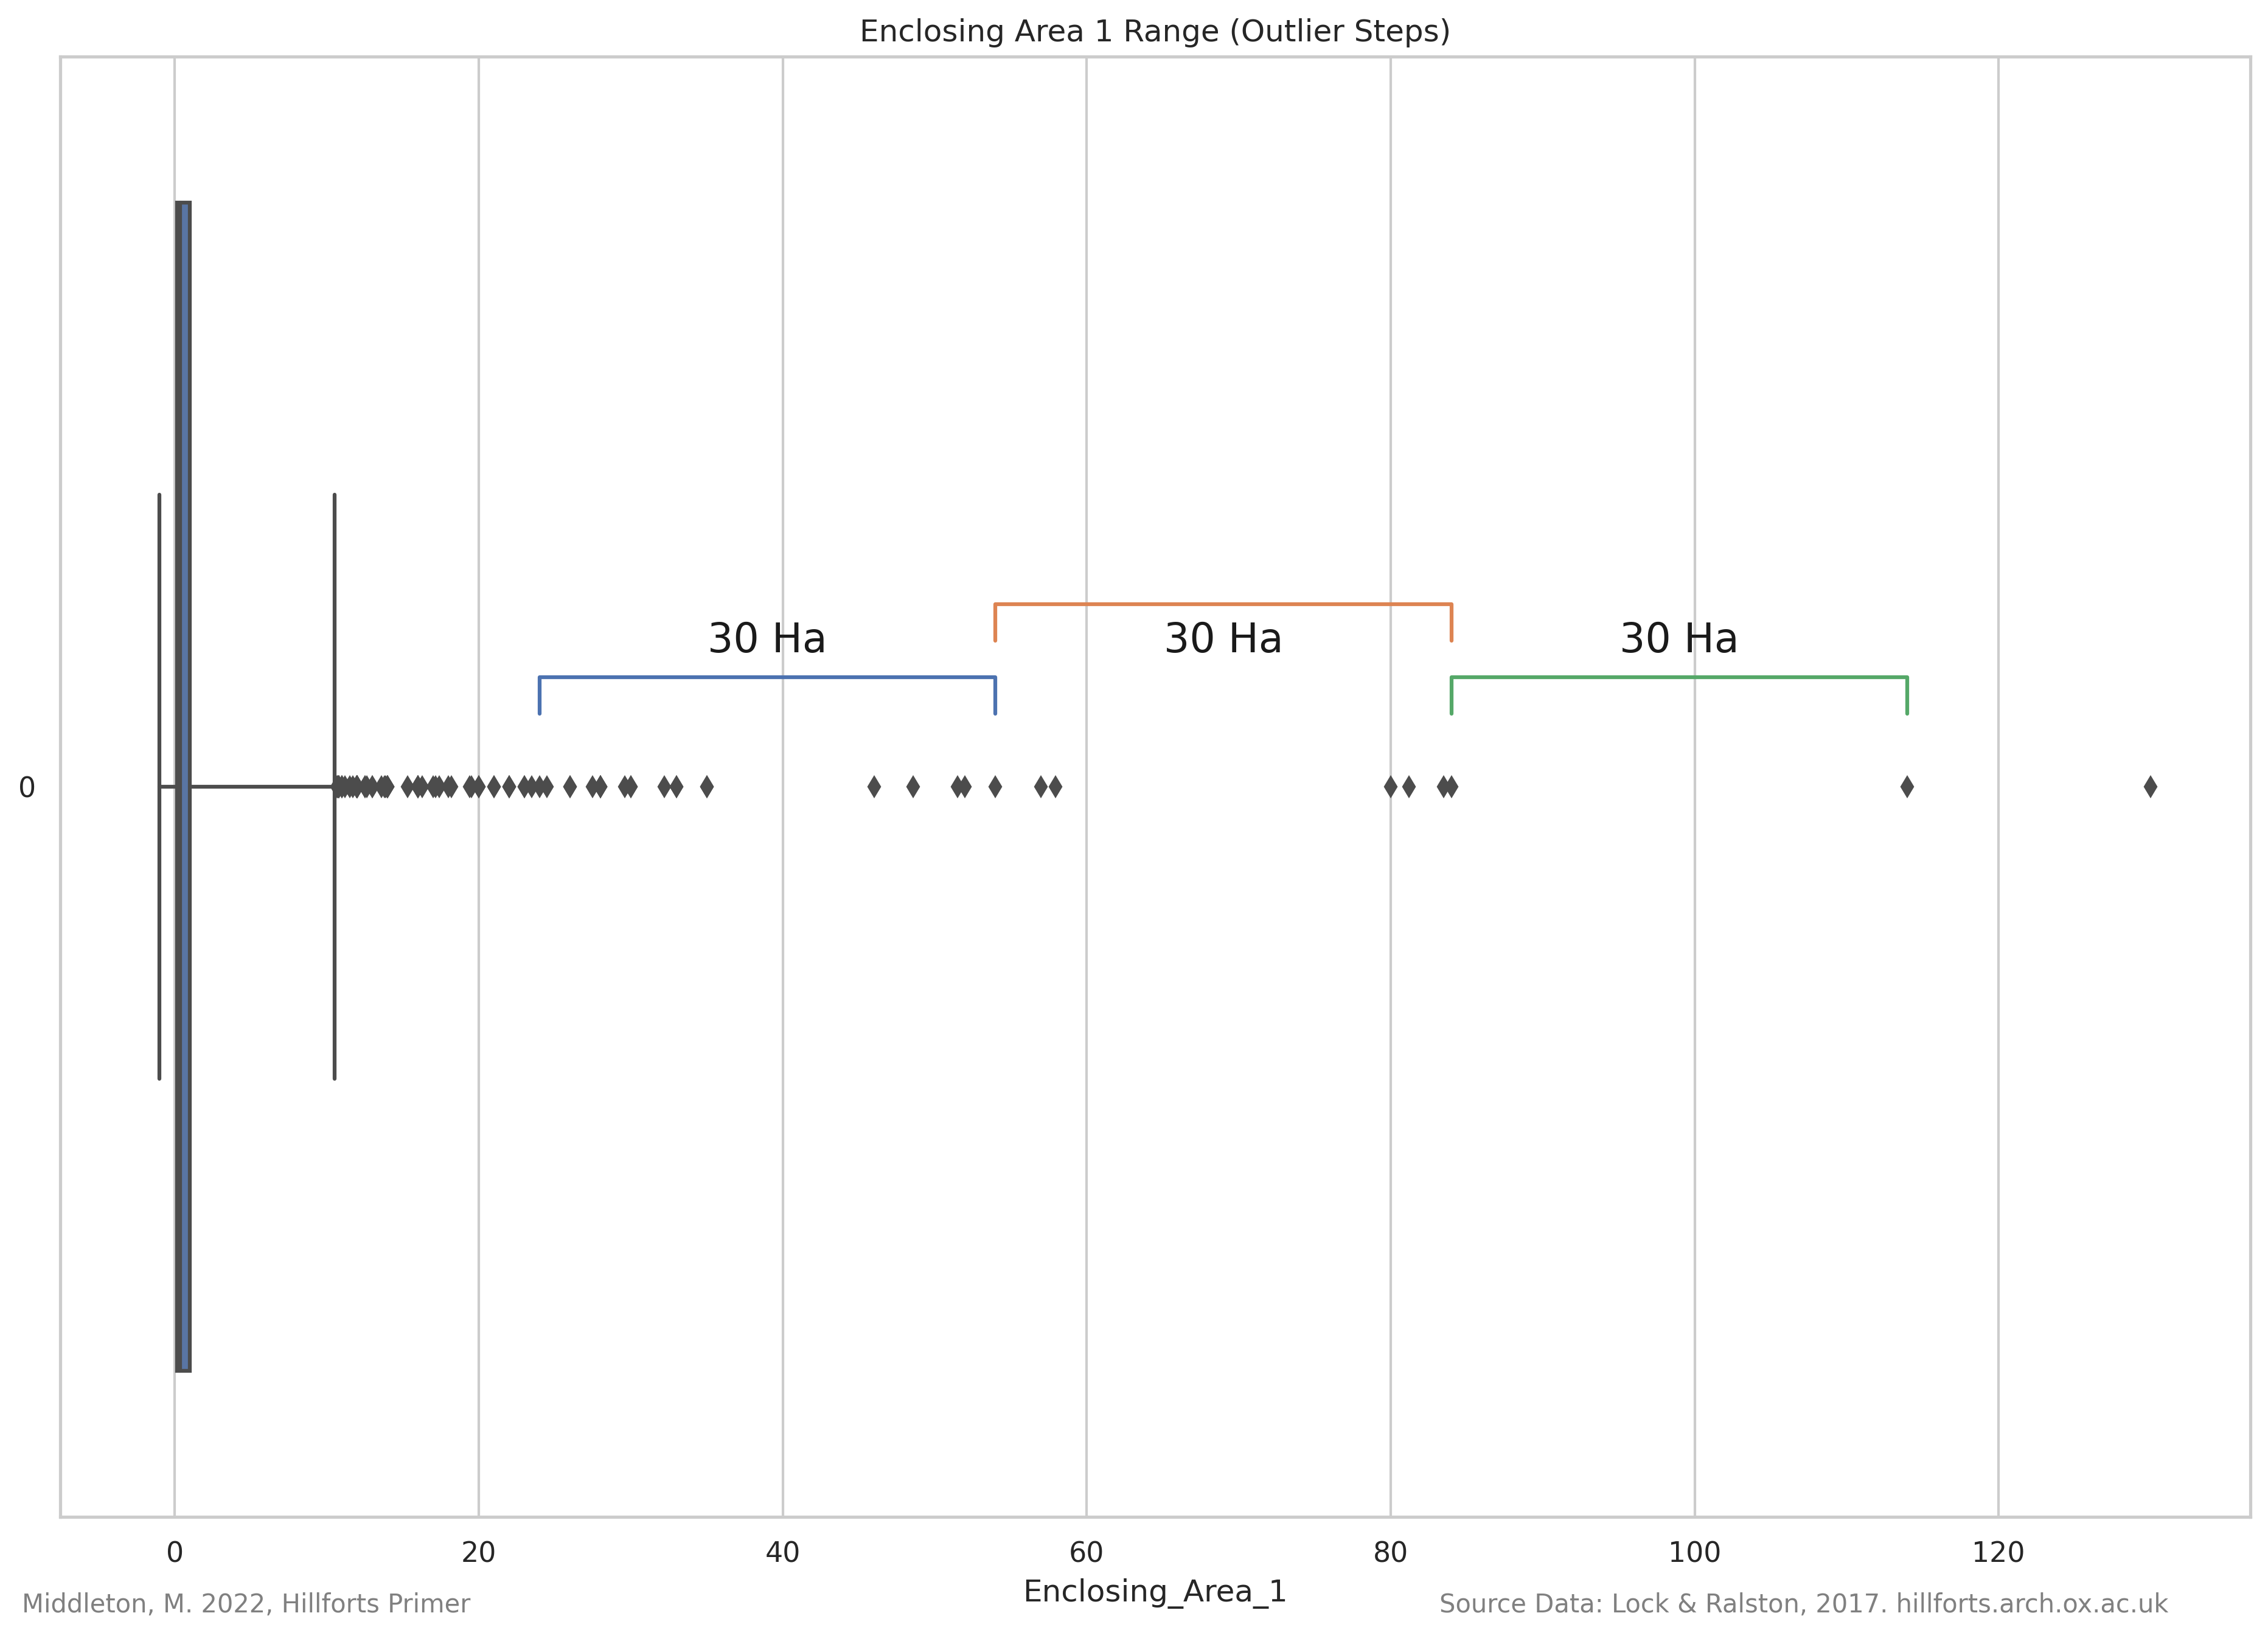 Enclosing Area 1 Range (Outlier Steps)
30 Ha
30 Ha
30 Ha
0
0
20
40
60
80
100
120
Enclosing_Area_1
Middleton, M. 2022, Hillforts Primer
Source Data: Lock & Ralston, 2017. hillforts.arch.ox.ac.uk